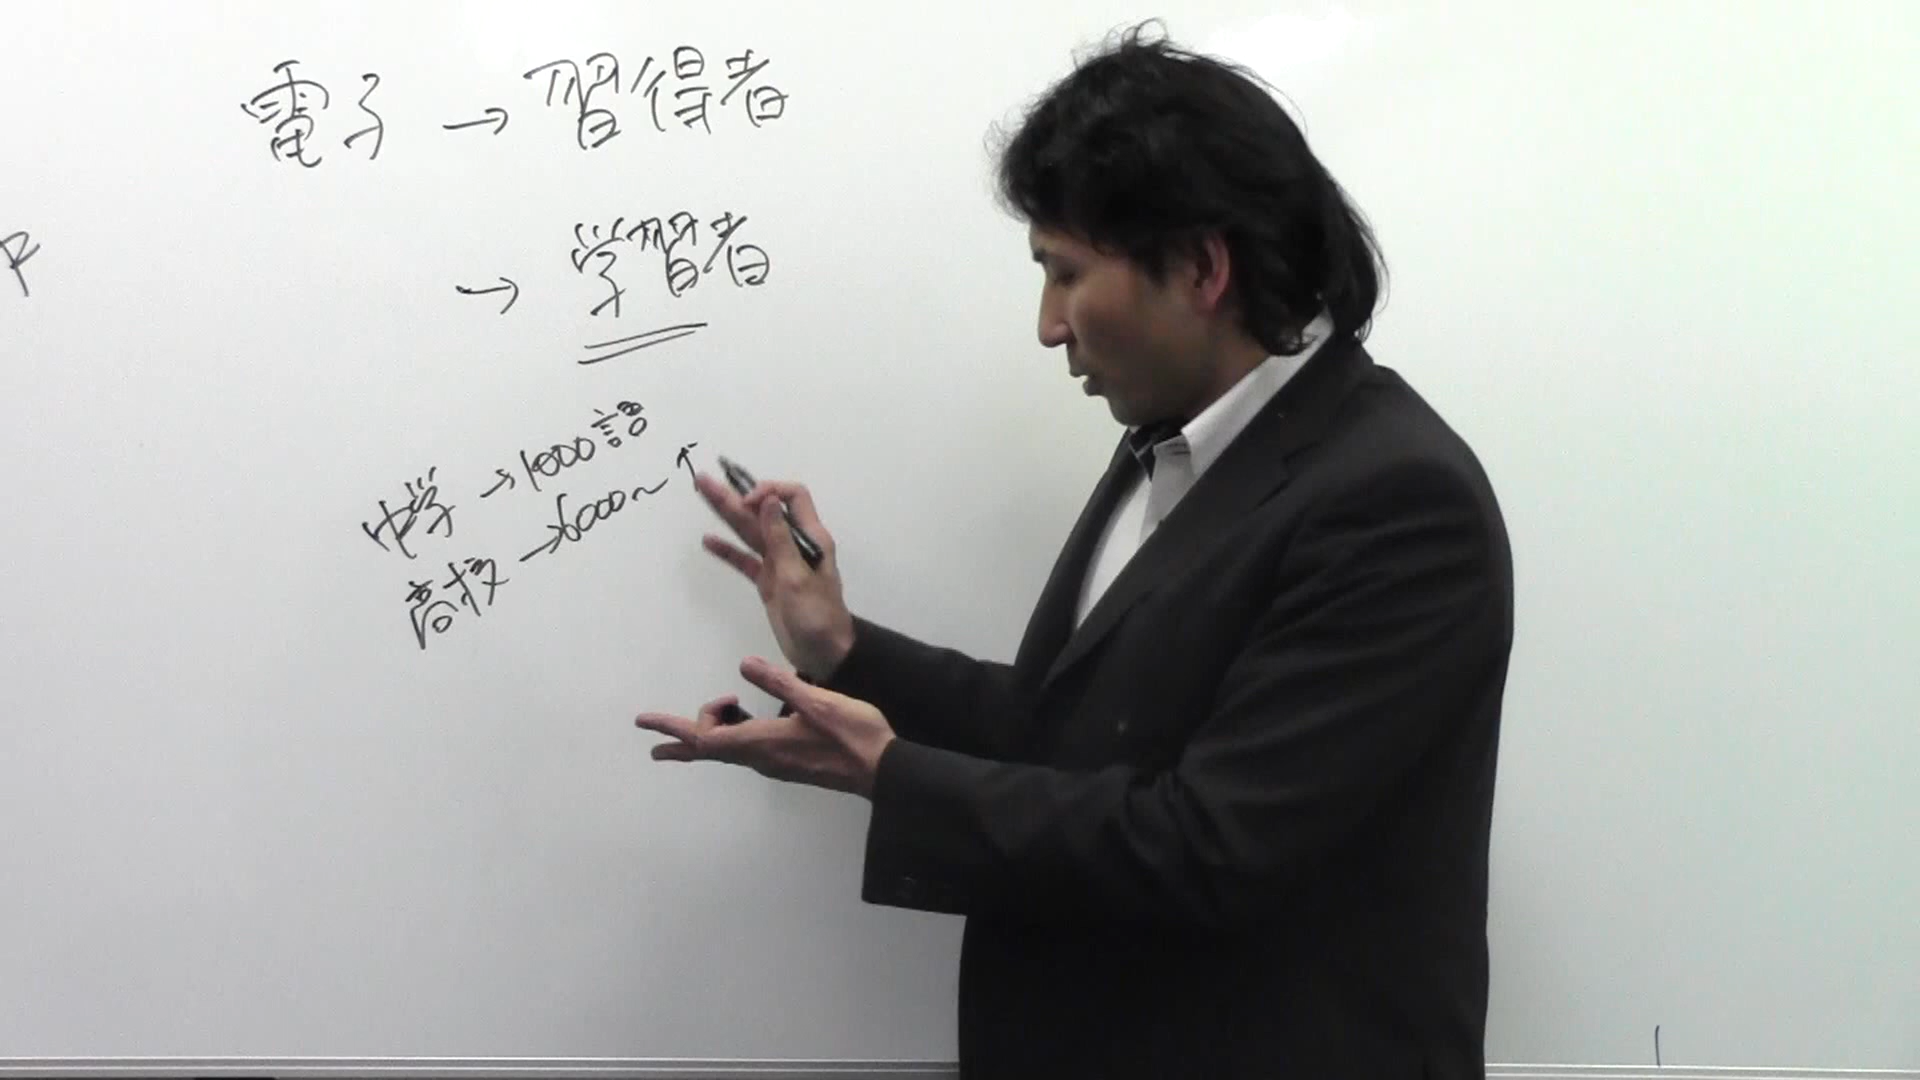 電子 → 習得者
→ 学習者
中学 → 1000語
高校 → 6000〜 ↑